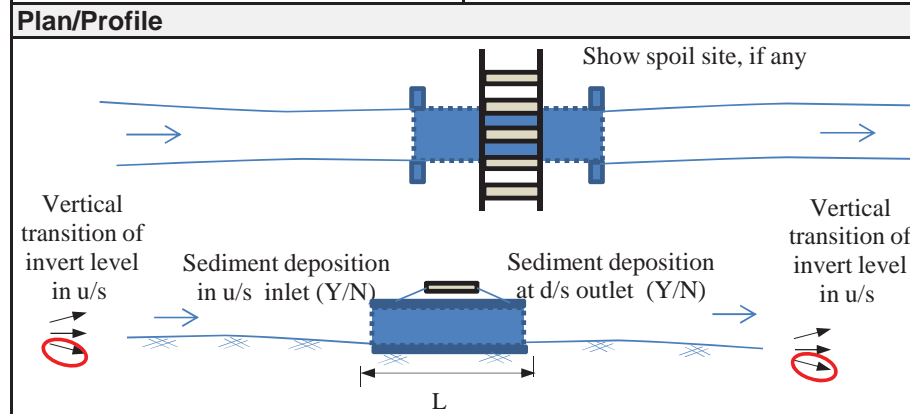 Plan/Profile
Show spoil site, if any
Vertical
transition of
invert level
in u/s
Sediment deposition
in u/s inlet (Y/N)
Sediment deposition
at d/s outlet (Y/N)
Vertical
transition of
invert level
in u/s
L